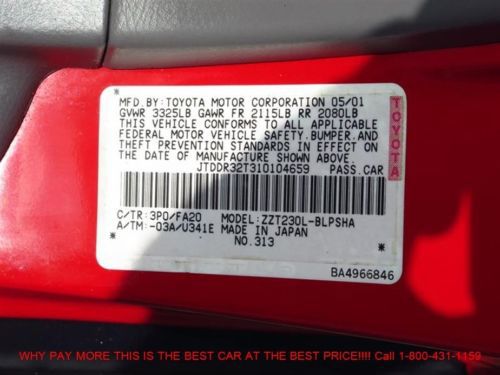 MFD.BY:TOYOTA MOTOR CORPORATION 05/01
GVWR 3325LB GAWR FR 2115LB RR 2080LB
THIS VEHICLE CONFORMS TO ALL APPLICABLE
FEDERAL MOTOR VEHICLE SAFETY.BUMPER.AND
THEFT PREVENTION STANDARDS IN EFFECT ON
THE DATE OF MANUFACTURE SHOWN ABOVE.
JTDDR32T310104659 PASS.CAR
TOYOTA
C/TR:3P0/FA20 MODEL:ZZT230L-BLPSHA
A/TM:-03A/U341E MADE IN JAPAN
NO.313
BA4966846
WHY PAY MORE THIS IS THE BEST CAR AT THE BEST PRICE!!!! Call 1-800-431-1159